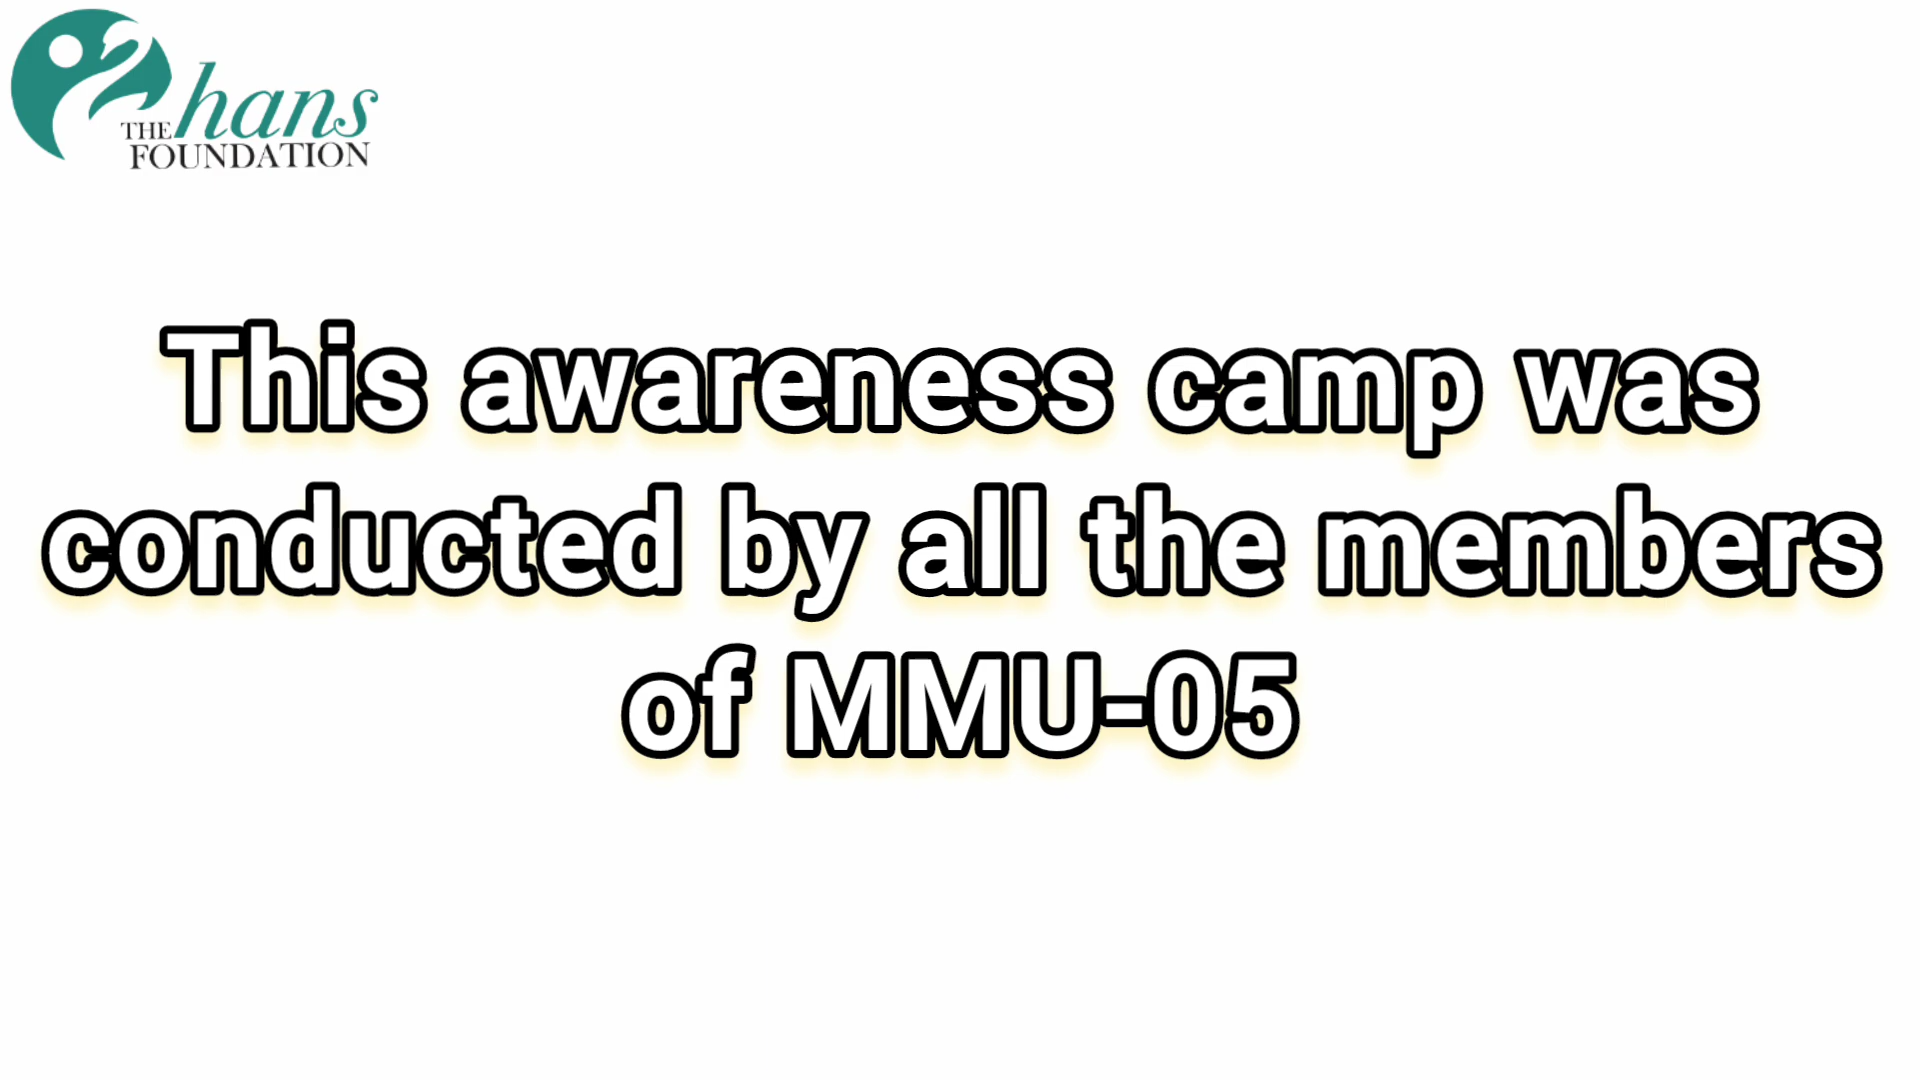 THE hans
FOUNDATION
This awareness camp was
conducted by all the members
of MMU-05